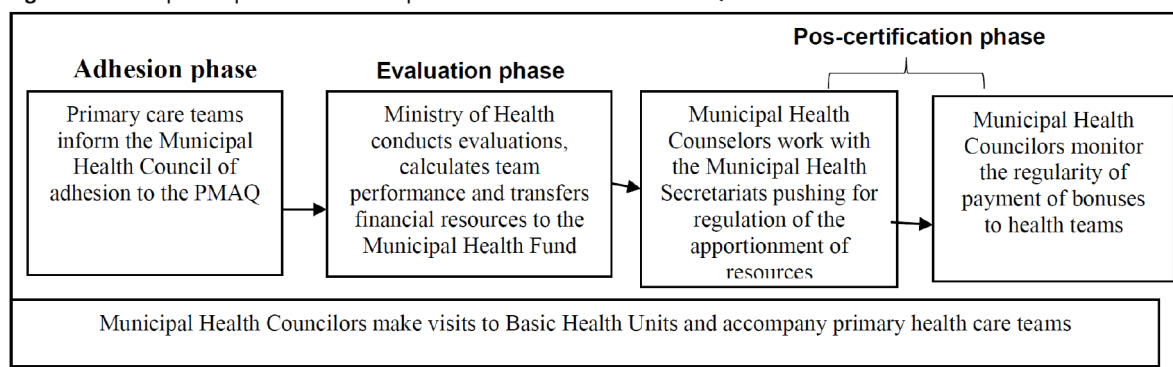 Pos-certification phase
Adhesion phase
Evaluation phase
Primary care teams
inform the Municipal
Health Council of
adhesion to the PMAQ
Ministry of Health
conducts evaluations,
calculates team
performance and transfers
financial resources to the
Municipal Health Fund
Municipal Health
Counselors work with
the Municipal Health
Secretariats pushing for
regulation of the
apportionment of
resources
Municipal Health
Councilors monitor
the regularity of
payment of bonuses
to health teams
Municipal Health Councilors make visits to Basic Health Units and accompany primary health care teams